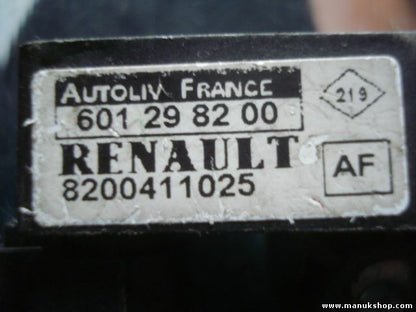 AUTOLIV FRANCE
601 29 82 00
219
RENAULT
AF
8200411025
www.manukshop.com